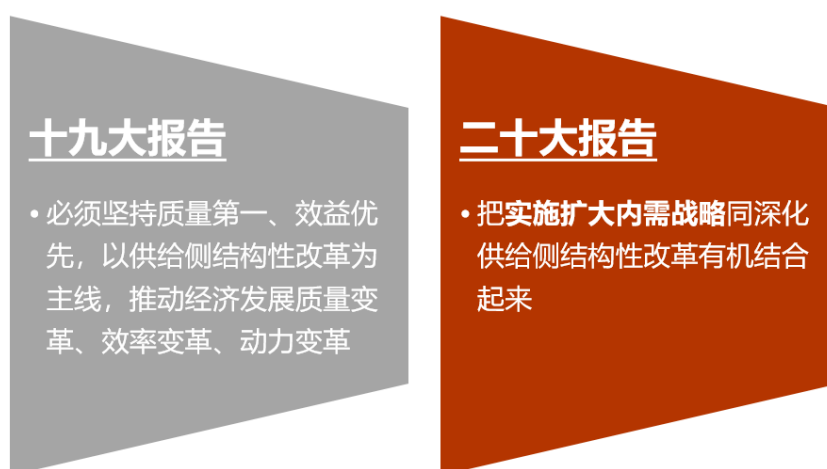 十九大报告
• 必须坚持质量第一、效益优
先，以供给侧结构性改革为
主线，推动经济发展质量变
革、效率变革、动力变革
二十大报告
• 把实施扩大内需战略同深化
供给侧结构性改革有机结合
起来